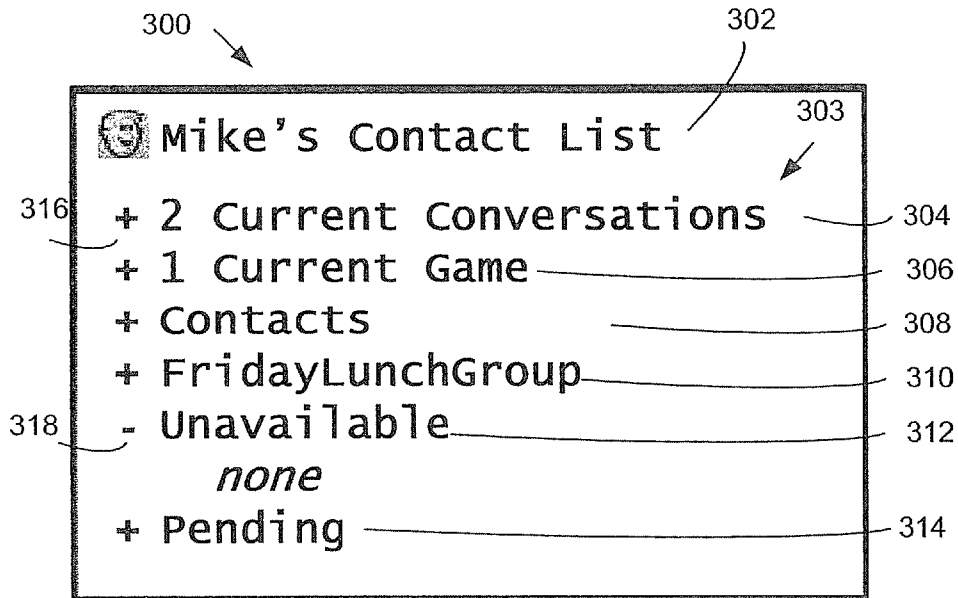 300
302
Mike's Contact List
303
316 + 2 Current Conversations 304
+ 1 Current Game 306
+ Contacts 308
+ FridayLunchGroup 310
318 - Unavailable 312
none
+ Pending 314